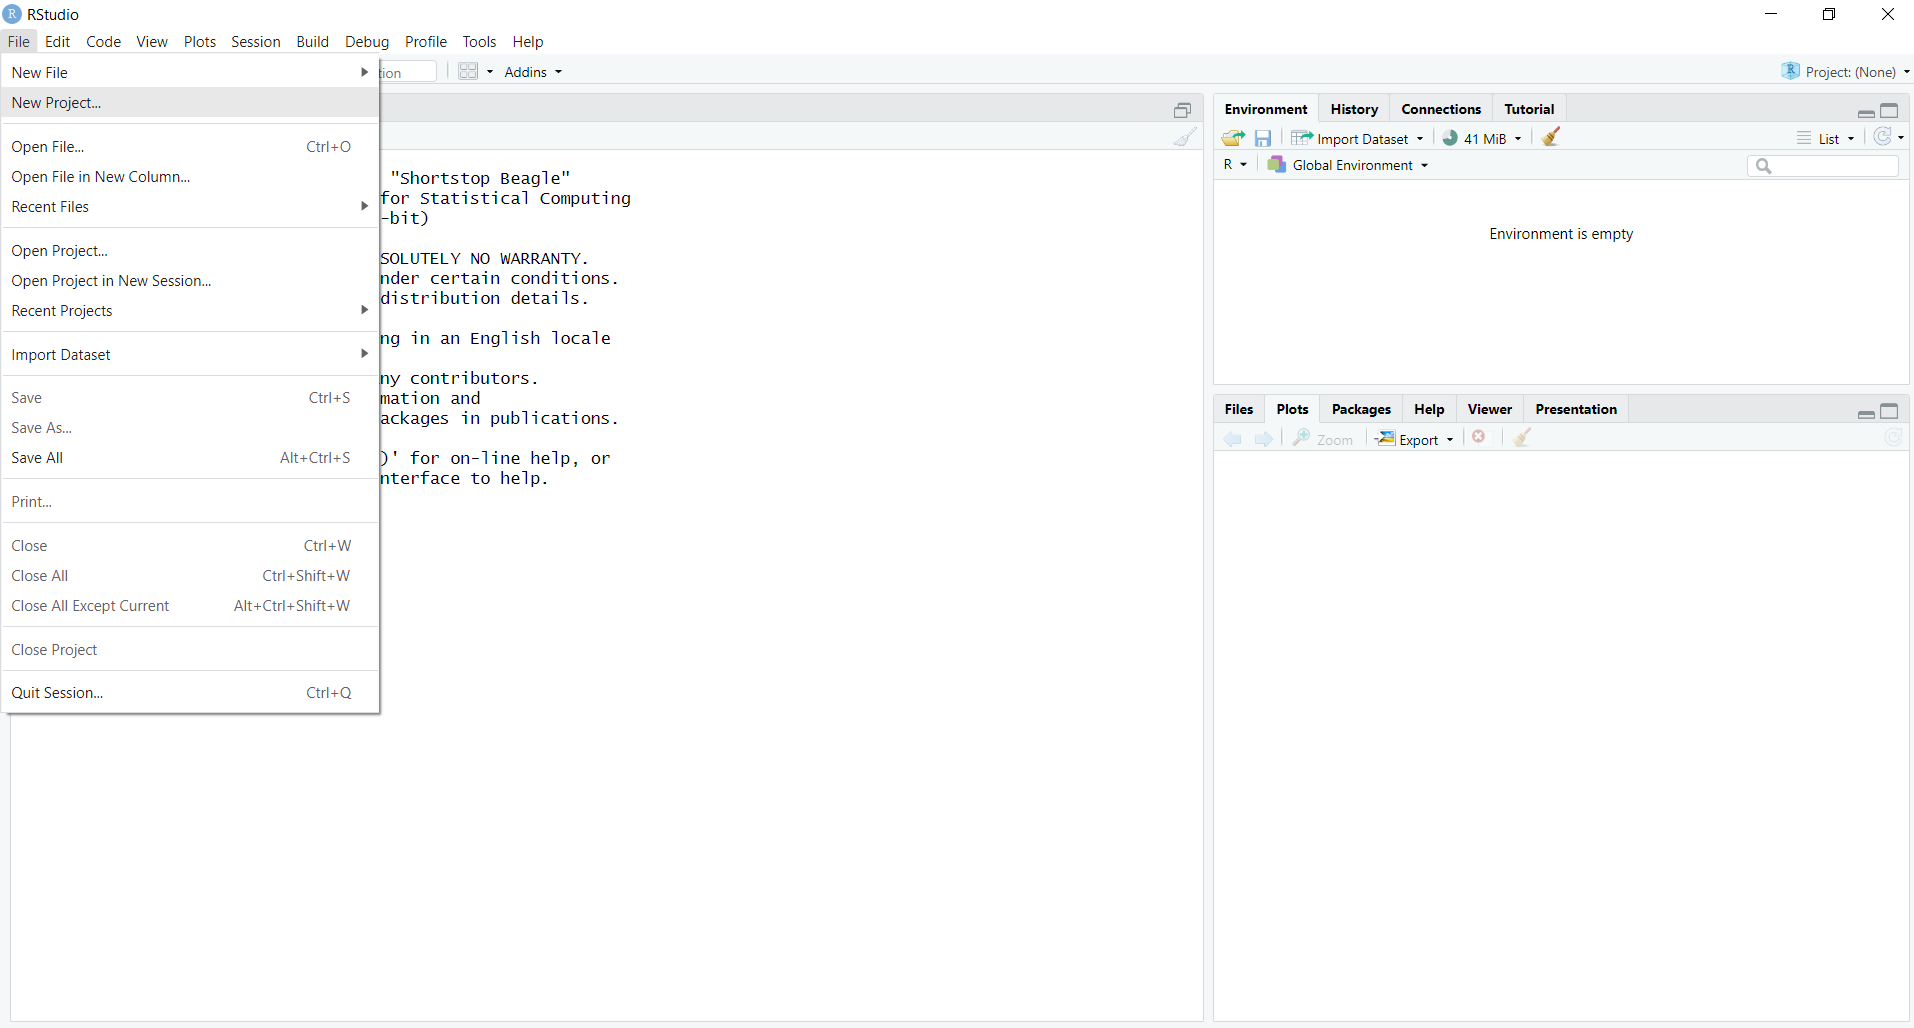 RStudio
File Edit Code View Plots Session Build Debug Profile Tools Help
Addins
Project: (None)
New File
New Project...
Open File... Ctrl+O
Open File in New Column...
Recent Files
Open Project...
Open Project in New Session...
Recent Projects
Import Dataset
Save Ctrl+S
Save As...
Save All Alt+Ctrl+S
Print...
Close Ctrl+W
Close All Ctrl+Shift+W
Close All Except Current Alt+Ctrl+Shift+W
Close Project
Quit Session... Ctrl+Q
tion
"Shortstop Beagle"
for Statistical Computing
-bit)
SOLUTELY NO WARRANTY.
nder certain conditions.
distribution details.
ng in an English locale
ny contributors.
mation and
ackages in publications.
)' for on-line help, or
nterface to help.
Environment History Connections Tutorial
Import Dataset 41 MiB List
R Global Environment
Environment is empty
Files Plots Packages Help Viewer Presentation
Zoom Export